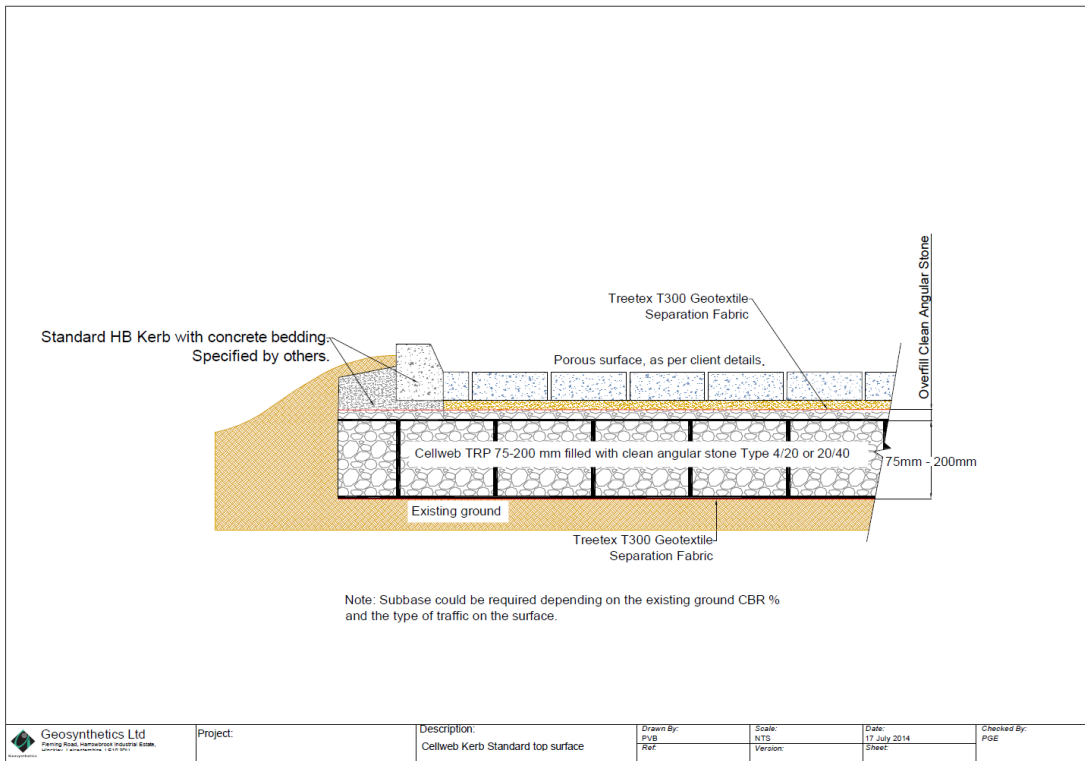 Overfill Clean Angular Stone
Treetex T300 Geotextile
Separation Fabric
Standard HB Kerb with concrete bedding.
Specified by others.
Porous surface, as per client details.
Cellweb TRP 75-200 mm filled with clean angular stone Type 4/20 or 20/40
75mm - 200mm
Existing ground
Treetex T300 Geotextile
Separation Fabric
Note: Subbase could be required depending on the existing ground CBR %
and the type of traffic on the surface.
Geosynthetics Ltd
Fleming Road, Harrowbrook Industrial Estate,
Hinckley, Leicestershire,
Geosynthetics
Project:
Description:
Cellweb Kerb Standard top surface
Drawn By:
PVB
Ref:
Scale:
NTS
Version:
Date:
17 July 2014
Sheet:
Checked By:
PGE